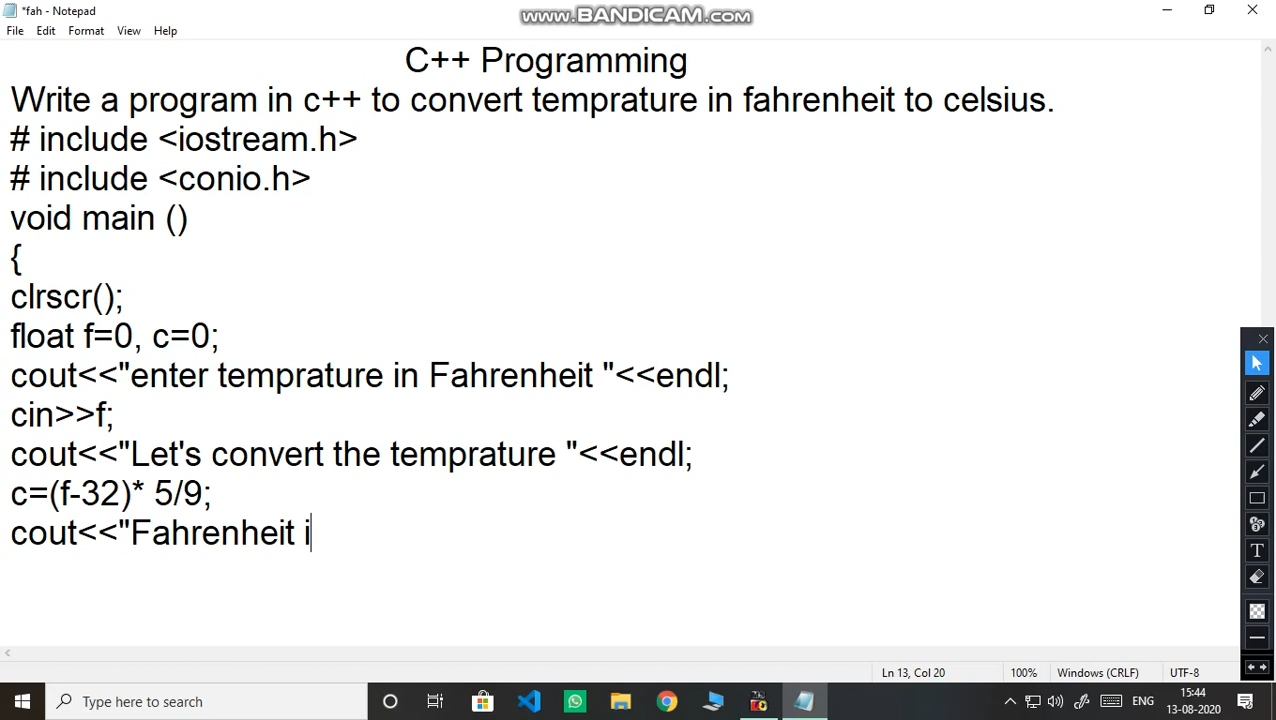 *fah - Notepad
www.BANDICAM.com
File Edit Format View Help
C++ Programming
Write a program in c++ to convert temprature in fahrenheit to celsius.
# include <iostream.h>
# include <conio.h>
void main ()
{
clrscr();
float f=0, c=0;
cout<<"enter temprature in Fahrenheit "<<endl;
cin>>f;
cout<<"Let's convert the temprature "<<endl;
c=(f-32)* 5/9;
cout<<"Fahrenheit i
Ln 13, Col 20 100% Windows (CRLF) UTF-8
Type here to search ENG 15:44
13-08-2020